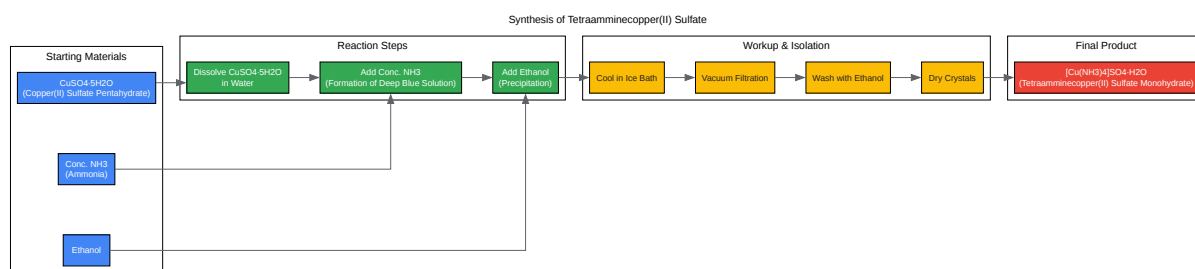 Synthesis of Tetraamminecopper(II) Sulfate
Starting Materials
CuSO4·5H2O
(Copper(II) Sulfate Pentahydrate)
Conc. NH3
(Ammonia)
Ethanol
Reaction Steps
Dissolve CuSO4·5H2O
in Water
Add Conc. NH3
(Formation of Deep Blue Solution)
Add Ethanol
(Precipitation)
Workup & Isolation
Cool in Ice Bath
Vacuum Filtration
Wash with Ethanol
Dry Crystals
Final Product
[Cu(NH3)4]SO4·H2O
(Tetraamminecopper(II) Sulfate Monohydrate)